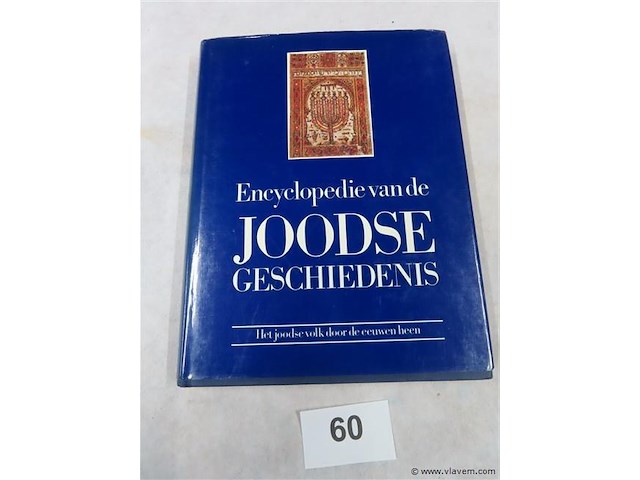 Encyclopedie van de
JOODSE
GESCHIEDENIS
Het joodse volk door de eeuwen heen
60
© www.vlavem.com